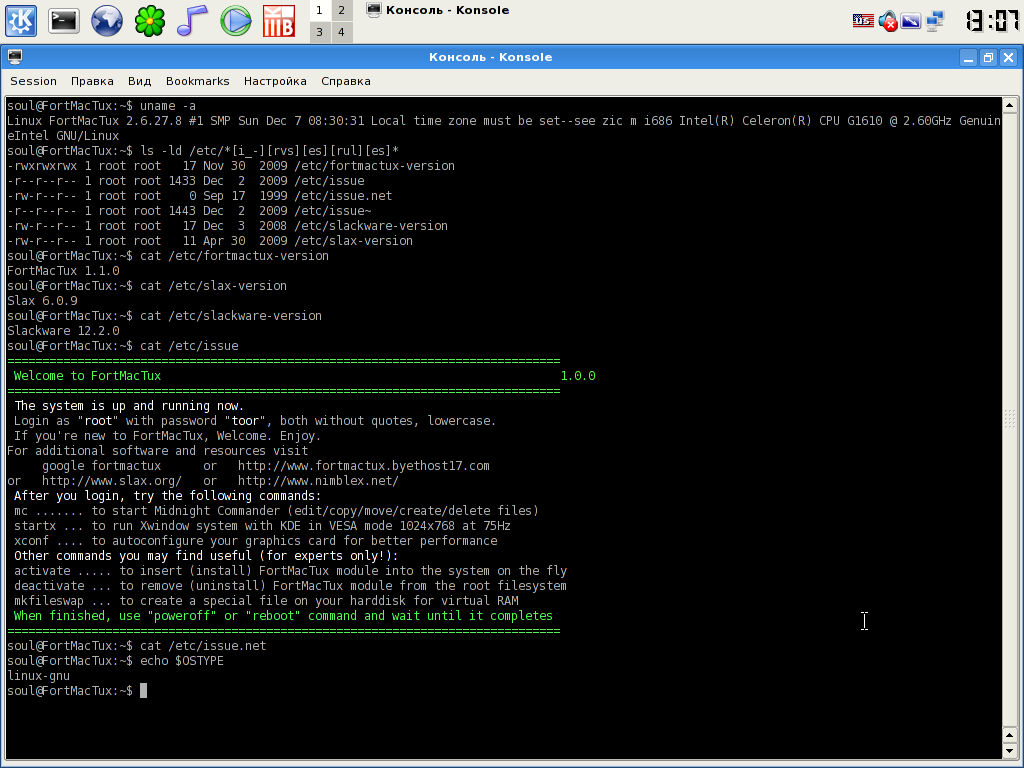 1 2
3 4
Консоль - Konsole
US
13:07
Консоль - Konsole
Session Правка Вид Bookmarks Настройка Справка
soul@FortMacTux:~$ uname -a
Linux FortMacTux 2.6.27.8 #1 SMP Sun Dec 7 08:30:31 Local time zone must be set--see zic m i686 Intel(R) Celeron(R) CPU G1610 @ 2.60GHz Genuin
eIntel GNU/Linux
soul@FortMacTux:~$ ls -ld /etc/*[i_-][rvs][es][rul][es]*
-rwxrwxrwx 1 root root   17 Nov 30  2009 /etc/fortmactux-version
-r--r--r-- 1 root root 1433 Dec  2  2009 /etc/issue
-rw-r--r-- 1 root root    0 Sep 17  1999 /etc/issue.net
-r--r--r-- 1 root root 1443 Dec  2  2009 /etc/issue~
-rw-r--r-- 1 root root   17 Dec  3  2008 /etc/slackware-version
-rw-r--r-- 1 root root   11 Apr 30  2009 /etc/slax-version
soul@FortMacTux:~$ cat /etc/fortmactux-version
FortMacTux 1.1.0
soul@FortMacTux:~$ cat /etc/slax-version
Slax 6.0.9
soul@FortMacTux:~$ cat /etc/slackware-version
Slackware 12.2.0
soul@FortMacTux:~$ cat /etc/issue
===============================================================================
Welcome to FortMacTux 1.0.0
===============================================================================
The system is up and running now.
Login as "root" with password "toor", both without quotes, lowercase.
If you're new to FortMacTux, Welcome. Enjoy.
For additional software and resources visit
google fortmactux or http://www.fortmactux.byethost17.com
or http://www.slax.org/ or http://www.nimblex.net/
After you login, try the following commands:
mc ....... to start Midnight Commander (edit/copy/move/create/delete files)
startx ... to run Xwindow system with KDE in VESA mode 1024x768 at 75Hz
xconf .... to autoconfigure your graphics card for better performance
Other commands you may find useful (for experts only!):
activate ..... to insert (install) FortMacTux module into the system on the fly
deactivate ... to remove (uninstall) FortMacTux module from the root filesystem
mkfileswap ... to create a special file on your harddisk for virtual RAM
When finished, use "poweroff" or "reboot" command and wait until it completes
===============================================================================
soul@FortMacTux:~$ cat /etc/issue.net
soul@FortMacTux:~$ echo $OSTYPE
linux-gnu
soul@FortMacTux:~$